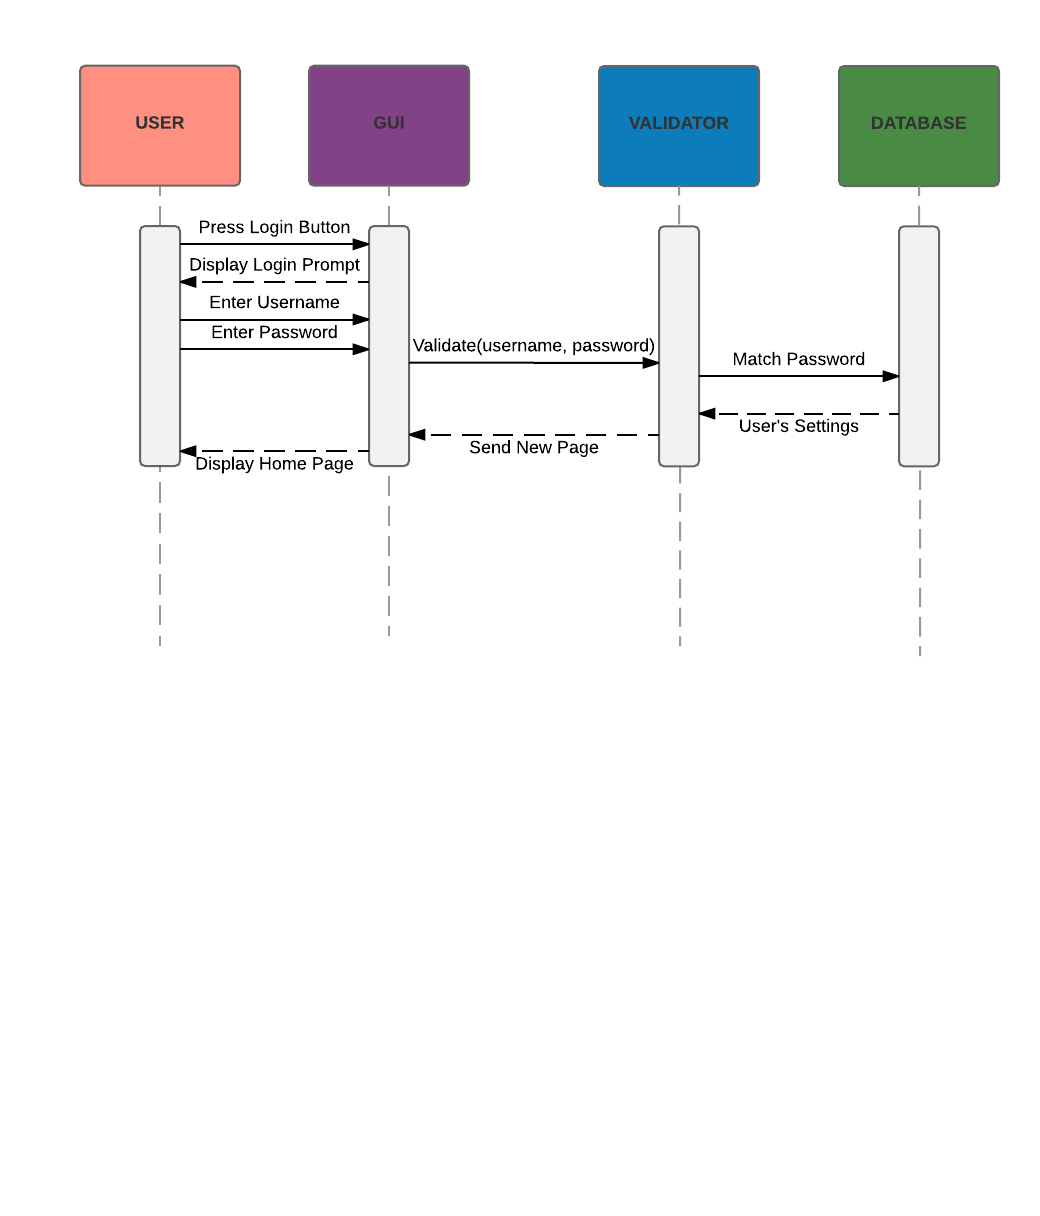 USER
GUI
VALIDATOR
DATABASE
Press Login Button
Display Login Prompt
Enter Username
Enter Password
Validate(username, password)
Match Password
User's Settings
Send New Page
Display Home Page